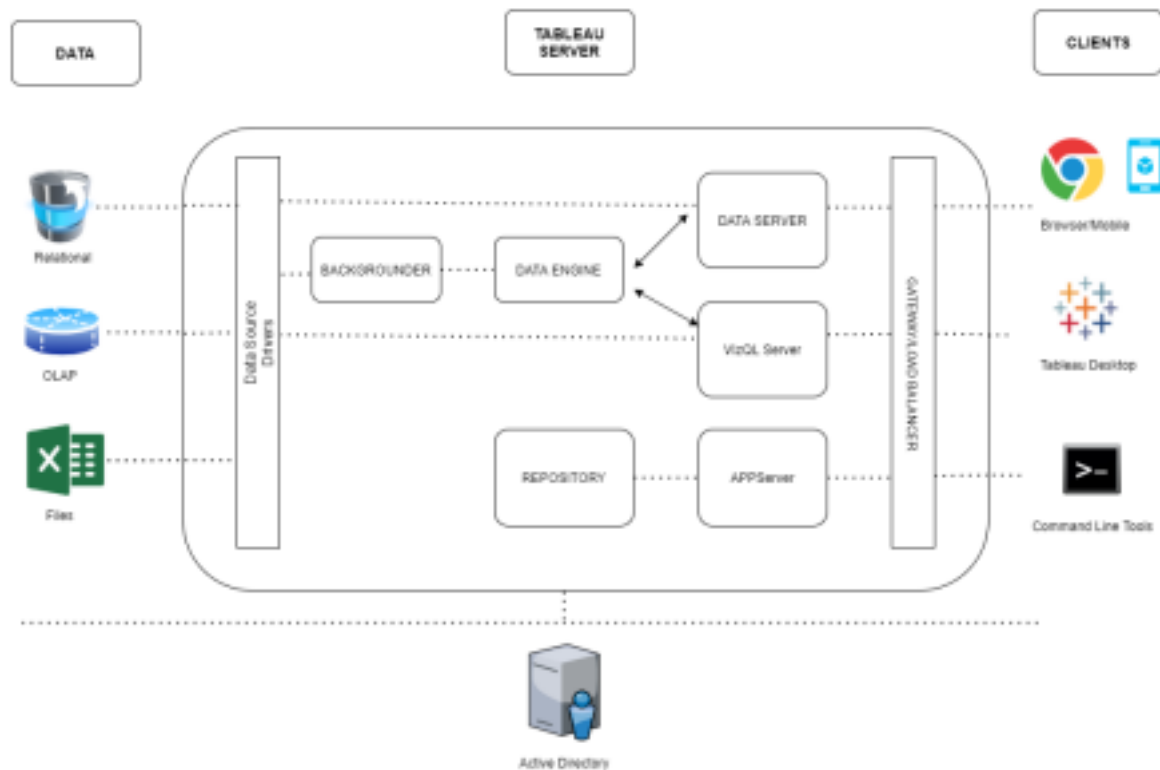 DATA
TABLEAU
SERVER
CLIENTS
Relational
OLAP
Files
Data Source
Drivers
BACKGROUNDER
DATA ENGINE
DATA SERVER
VizQL Server
REPOSITORY
APPServer
GATEWAY/LOAD BALANCER
Browser/Mobile
Tableau Desktop
Command Line Tools
Active Directory